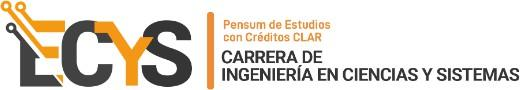 ECYS
Pensum de Estudios
con Créditos CLAR
CARRERA DE
INGENIERÍA EN CIENCIAS Y SISTEMAS